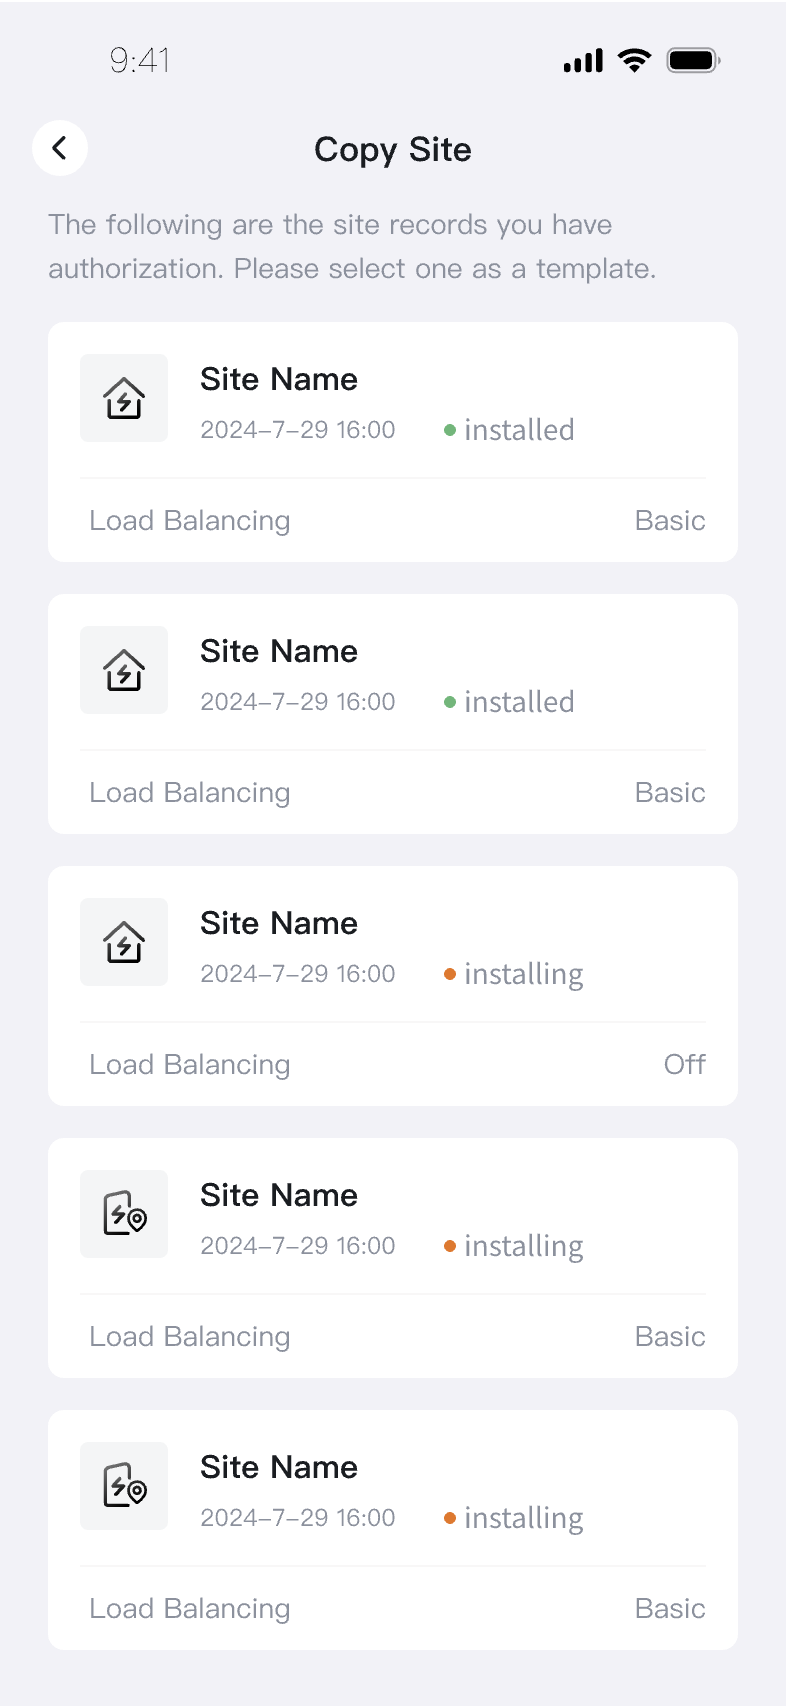 9:41
Copy Site
The following are the site records you have
authorization. Please select one as a template.
Site Name
2024–7–29 16:00 installed
Load Balancing Basic
Site Name
2024–7–29 16:00 installed
Load Balancing Basic
Site Name
2024–7–29 16:00 installing
Load Balancing Off
Site Name
2024–7–29 16:00 installing
Load Balancing Basic
Site Name
2024–7–29 16:00 installing
Load Balancing Basic